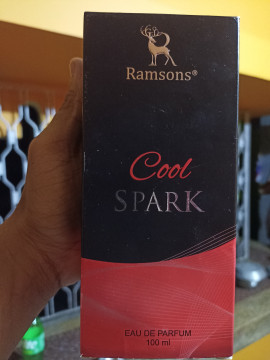 Ramsons®
Cool
SPARK
EAU DE PARFUM
100 ml